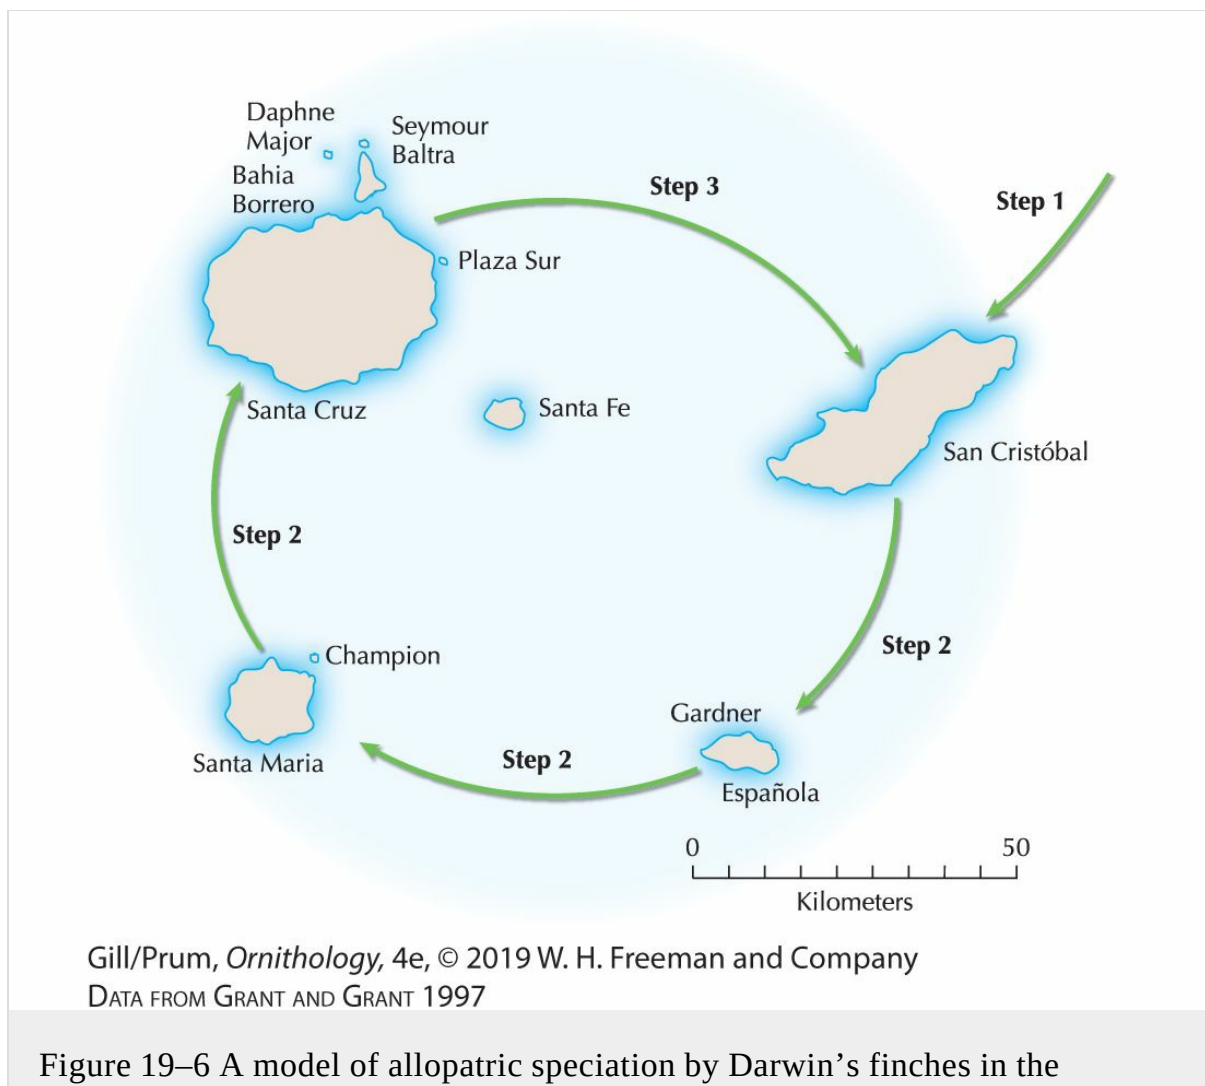 Daphne
Major
Seymour
Baltra
Bahia
Borrero
Step 3
Step 1
Plaza Sur
Santa Cruz
Santa Fe
San Cristóbal
Step 2
Step 2
Champion
Gardner
Santa Maria
Step 2
Española
0 50
Kilometers
Gill/Prum, Ornithology, 4e, © 2019 W. H. Freeman and Company
DATA FROM GRANT AND GRANT 1997
Figure 19–6 A model of allopatric speciation by Darwin’s finches in the